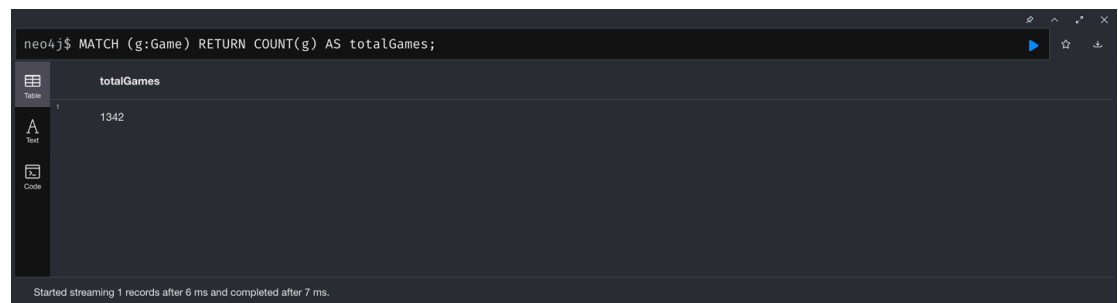 neo4j$ MATCH (g:Game) RETURN COUNT(g) AS totalGames;
Table
totalGames
1
1342
A
Text
Code
Started streaming 1 records after 6 ms and completed after 7 ms.